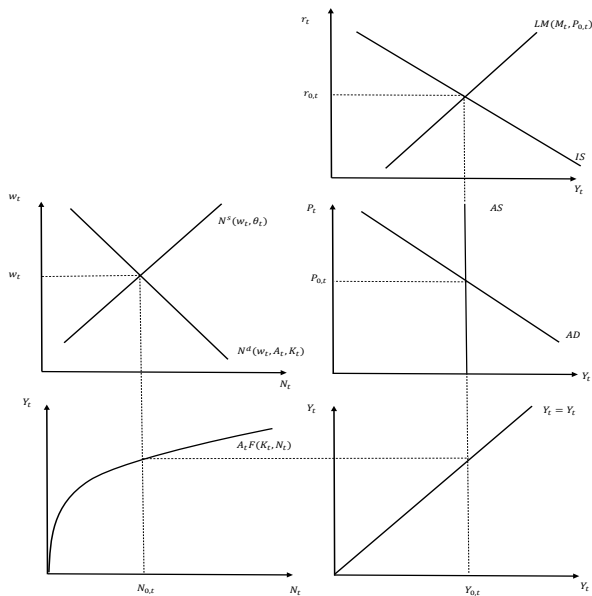 r_t
LM(M_t, P_{0,t})
r_{0,t}
IS
Y_t
w_t
N^s(w_t, θ_t)
w_t
N^d(w_t, A_t, K_t)
N_t
P_t
AS
P_{0,t}
AD
Y_t
Y_t
A_tF(K_t, N_t)
N_{0,t}
N_t
Y_t
Y_t = Y_t
Y_{0,t}
Y_t